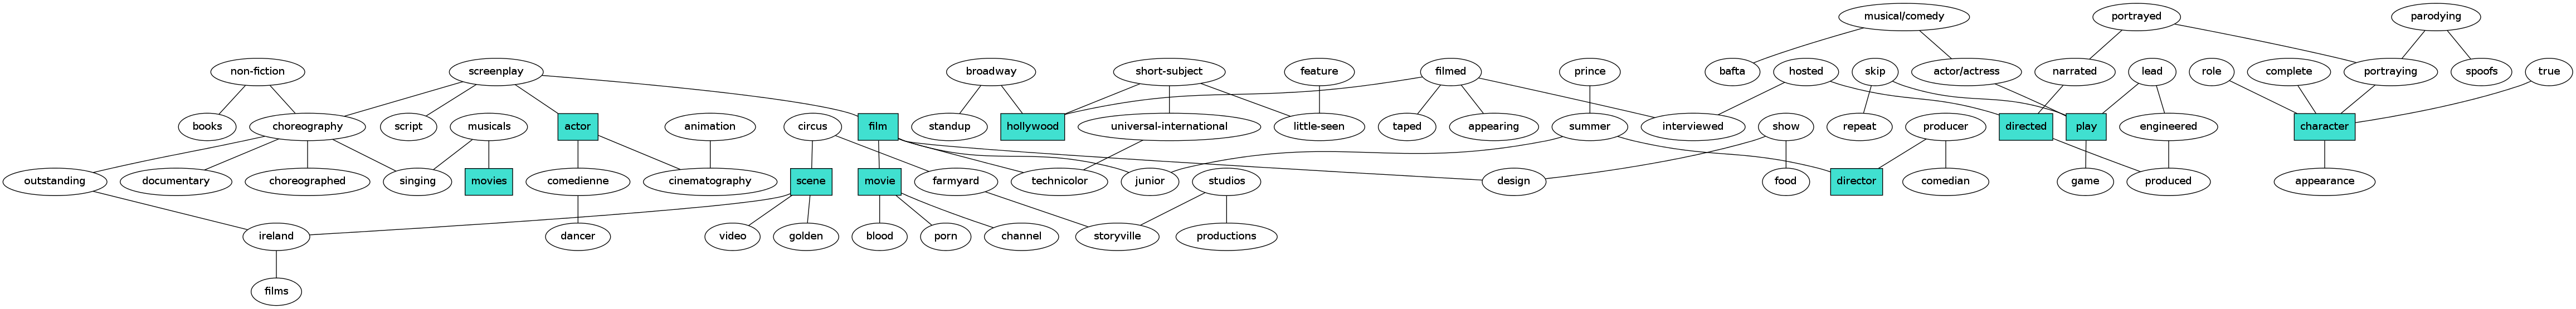 musical/comedy
portrayed
parodying
non-fiction
screenplay
broadway
short-subject
feature
filmed
prince
bafta
hosted
skip
actor/actress
narrated
lead
role
complete
portraying
spoofs
true
books
choreography
script
musicals
actor
animation
circus
film
standup
hollywood
universal-international
little-seen
taped
appearing
summer
interviewed
show
repeat
producer
directed
play
engineered
character
outstanding
documentary
choreographed
singing
movies
comedienne
cinematography
scene
movie
farmyard
technicolor
junior
studios
design
food
director
comedian
game
produced
appearance
ireland
dancer
video
golden
blood
porn
channel
storyville
productions
films